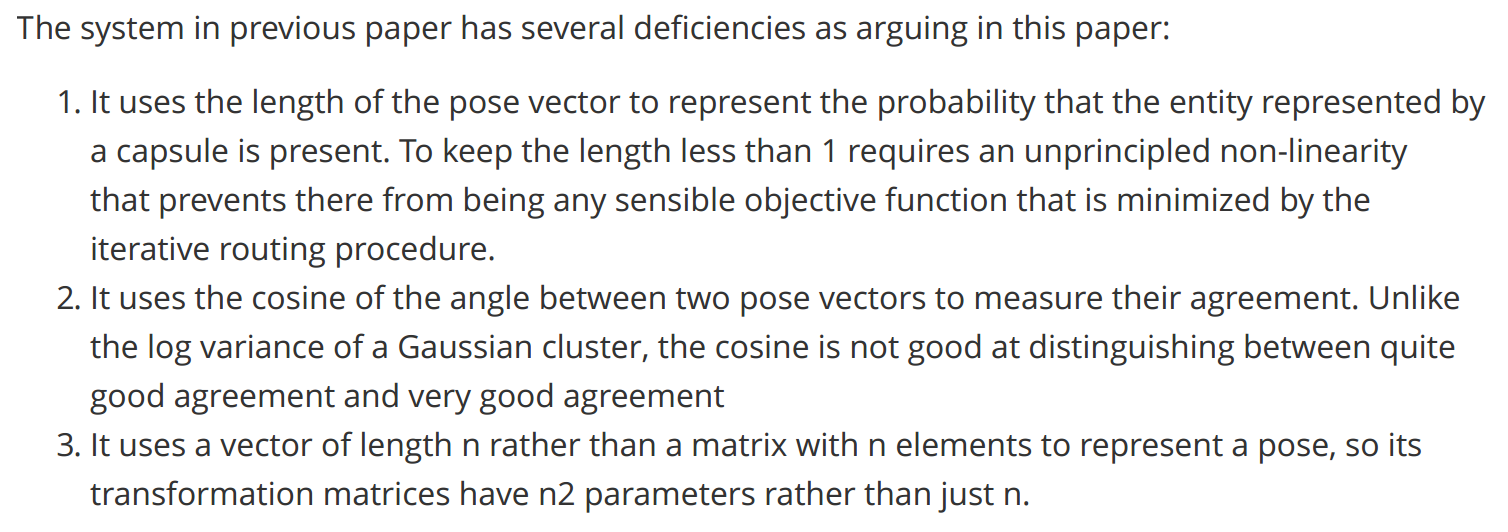 The system in previous paper has several deficiencies as arguing in this paper:
1. It uses the length of the pose vector to represent the probability that the entity represented by
a capsule is present. To keep the length less than 1 requires an unprincipled non-linearity
that prevents there from being any sensible objective function that is minimized by the
iterative routing procedure.
2. It uses the cosine of the angle between two pose vectors to measure their agreement. Unlike
the log variance of a Gaussian cluster, the cosine is not good at distinguishing between quite
good agreement and very good agreement
3. It uses a vector of length n rather than a matrix with n elements to represent a pose, so its
transformation matrices have n2 parameters rather than just n.